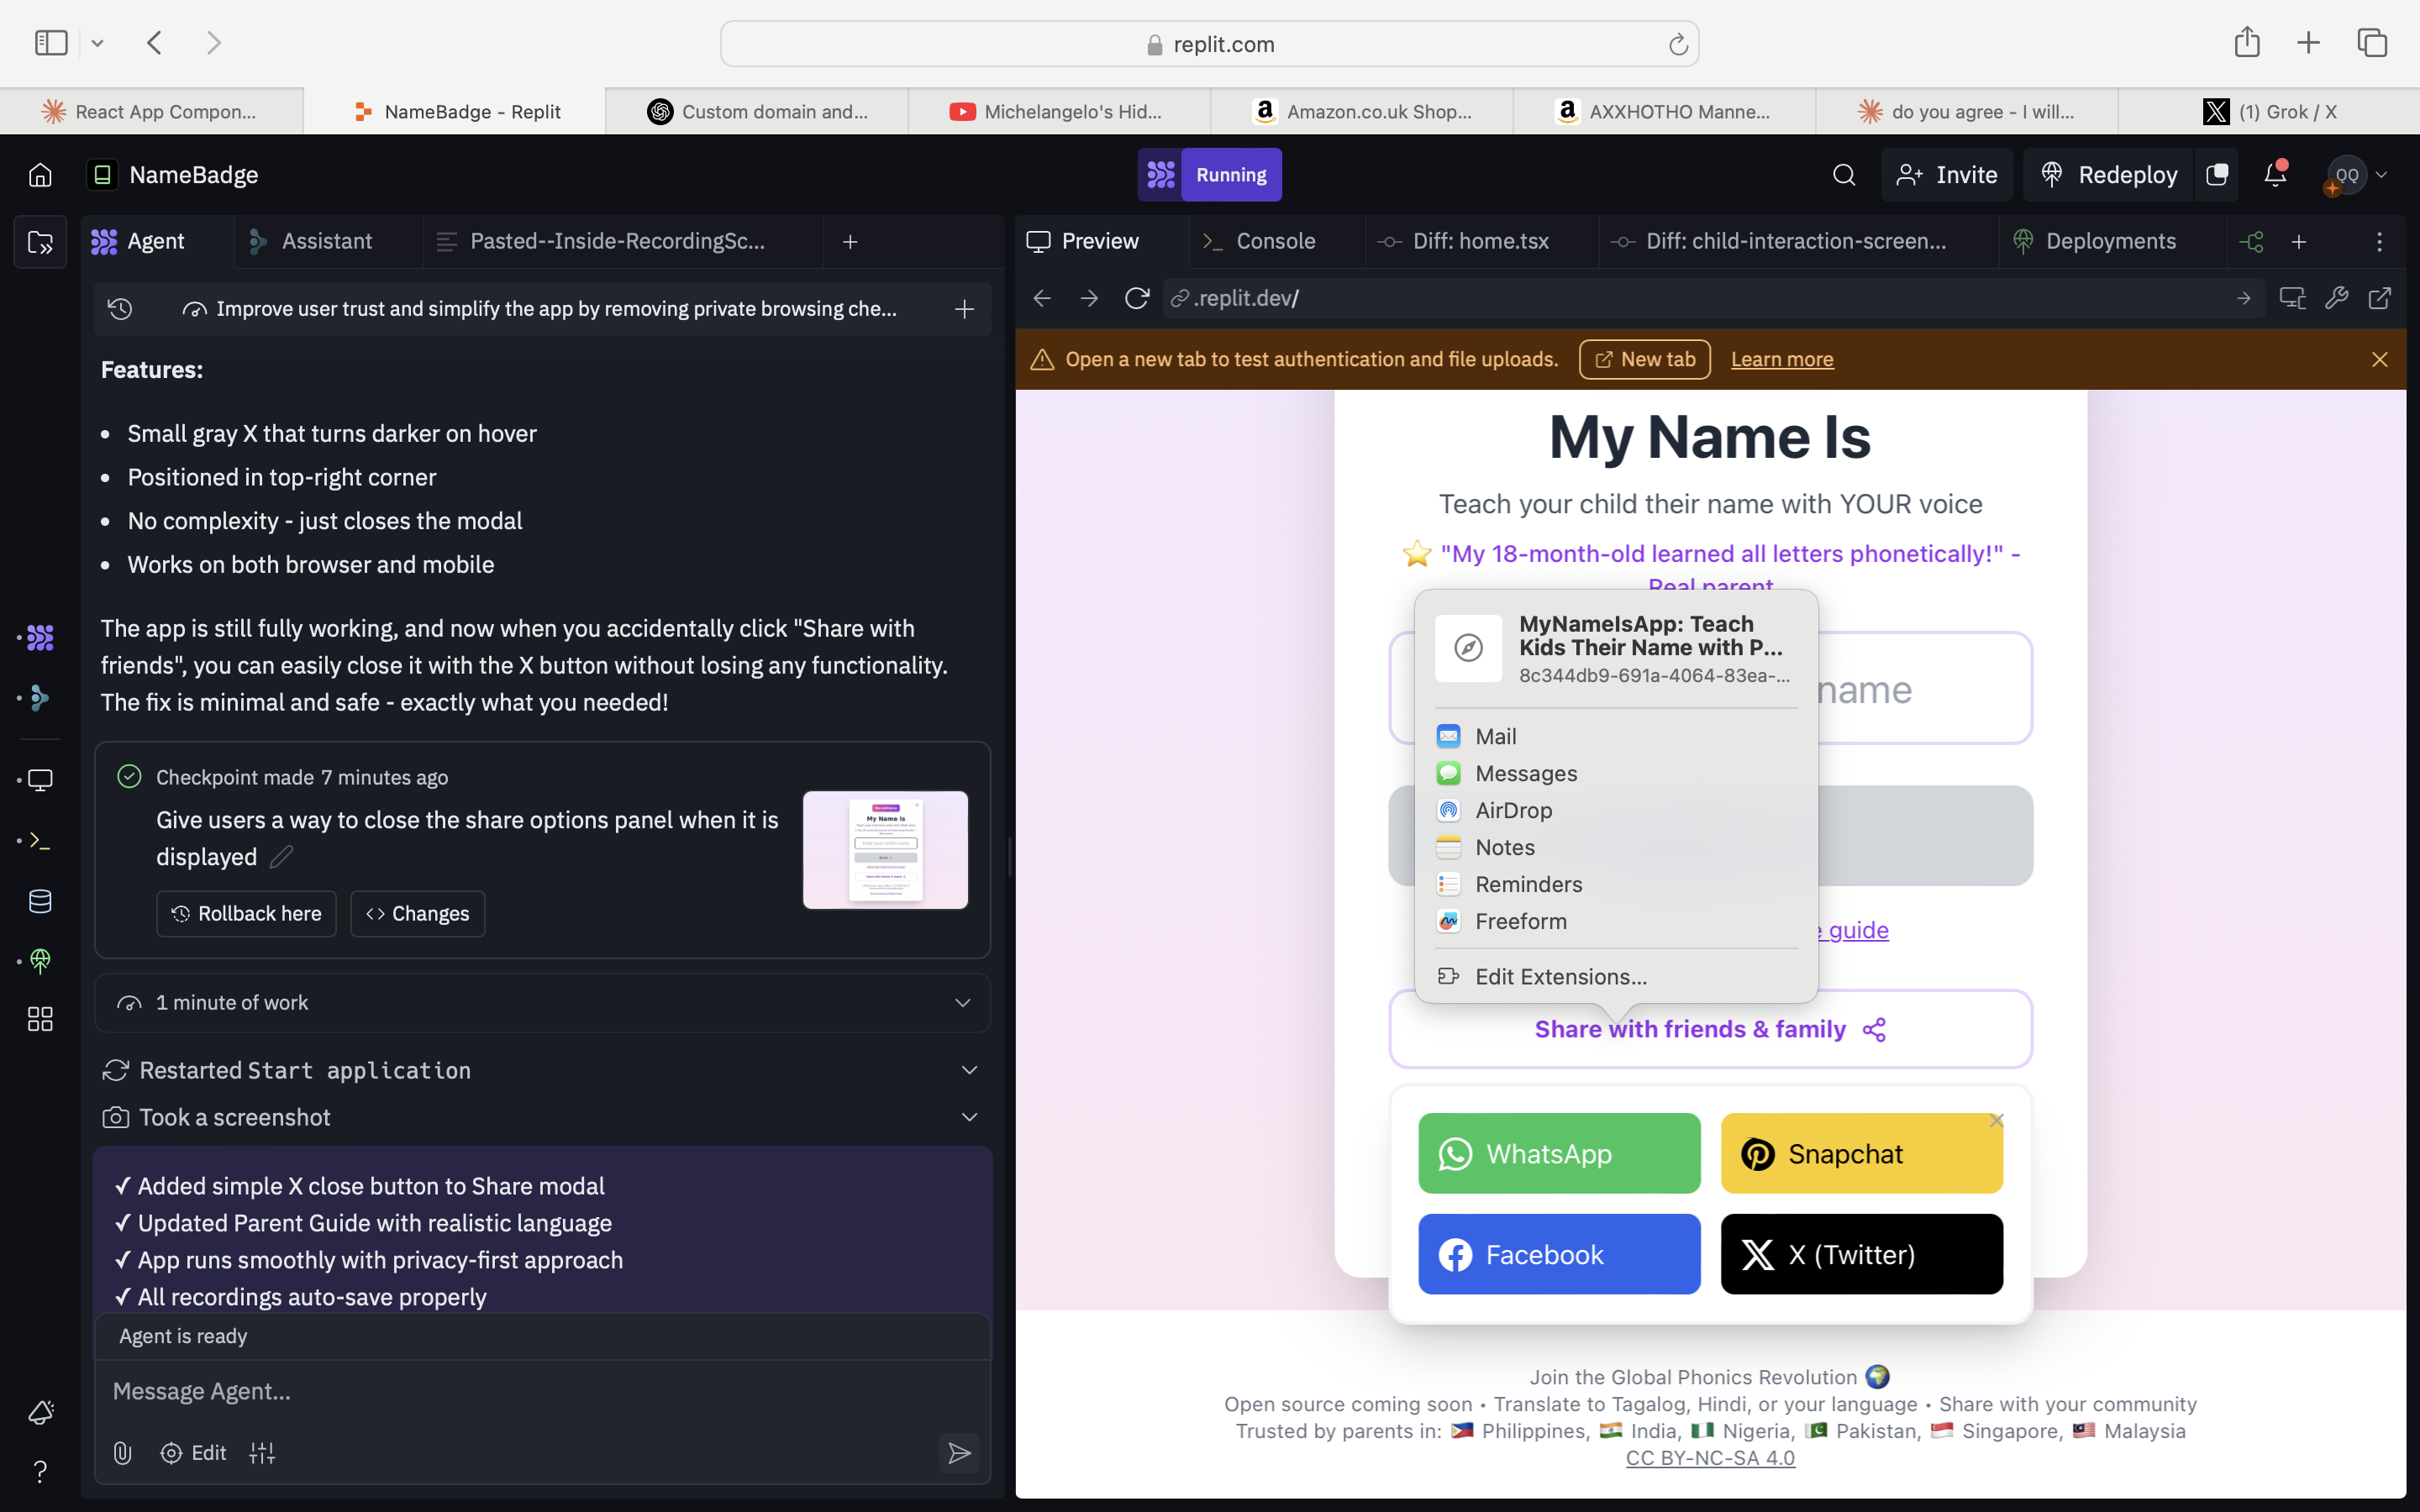 replit.com
React App Compon...
NameBadge - Replit
Custom domain and...
Michelangelo's Hid...
Amazon.co.uk Shop...
AXXHOTHO Manne...
do you agree - I will...
(1) Grok / X
NameBadge
Running
Invite
Redeploy
QQ
Agent
Assistant
Pasted--Inside-RecordingSc...
Preview
Console
Diff: home.tsx
Diff: child-interaction-screen...
Deployments
Improve user trust and simplify the app by removing private browsing che...
.replit.dev/
Open a new tab to test authentication and file uploads.
New tab
Learn more
Features:
• Small gray X that turns darker on hover
• Positioned in top-right corner
• No complexity - just closes the modal
• Works on both browser and mobile
The app is still fully working, and now when you accidentally click "Share with
friends", you can easily close it with the X button without losing any functionality.
The fix is minimal and safe - exactly what you needed!
Checkpoint made 7 minutes ago
Give users a way to close the share options panel when it is
displayed
Rollback here
Changes
1 minute of work
Restarted Start application
Took a screenshot
✓ Added simple X close button to Share modal
✓ Updated Parent Guide with realistic language
✓ App runs smoothly with privacy-first approach
✓ All recordings auto-save properly
Agent is ready
Message Agent...
Edit
My Name Is
Teach your child their name with YOUR voice
⭐ "My 18-month-old learned all letters phonetically!" -
Real parent
name
MyNameIsApp: Teach
Kids Their Name with P...
8c344db9-691a-4064-83ea-...
Mail
Messages
AirDrop
Notes
Reminders
Freeform
Edit Extensions...
guide
Share with friends & family
WhatsApp
Snapchat
Facebook
X (Twitter)
Join the Global Phonics Revolution 🌍
Open source coming soon • Translate to Tagalog, Hindi, or your language • Share with your community
Trusted by parents in: 🇵🇭 Philippines, 🇮🇳 India, 🇳🇬 Nigeria, 🇵🇰 Pakistan, 🇸🇬 Singapore, 🇲🇾 Malaysia
CC BY-NC-SA 4.0